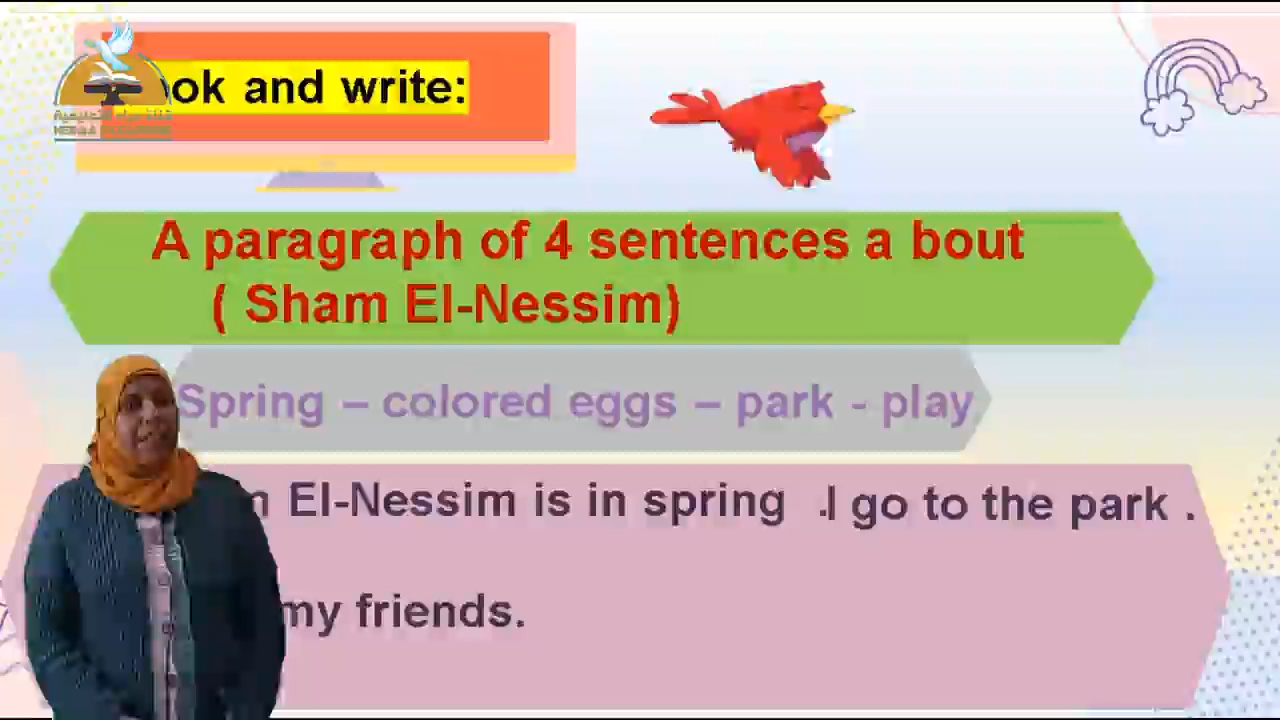 ook and write:
A paragraph of 4 sentences a bout
( Sham El-Nessim)
Spring – colored eggs – park - play
El-Nessim is in spring .I go to the park .
my friends.